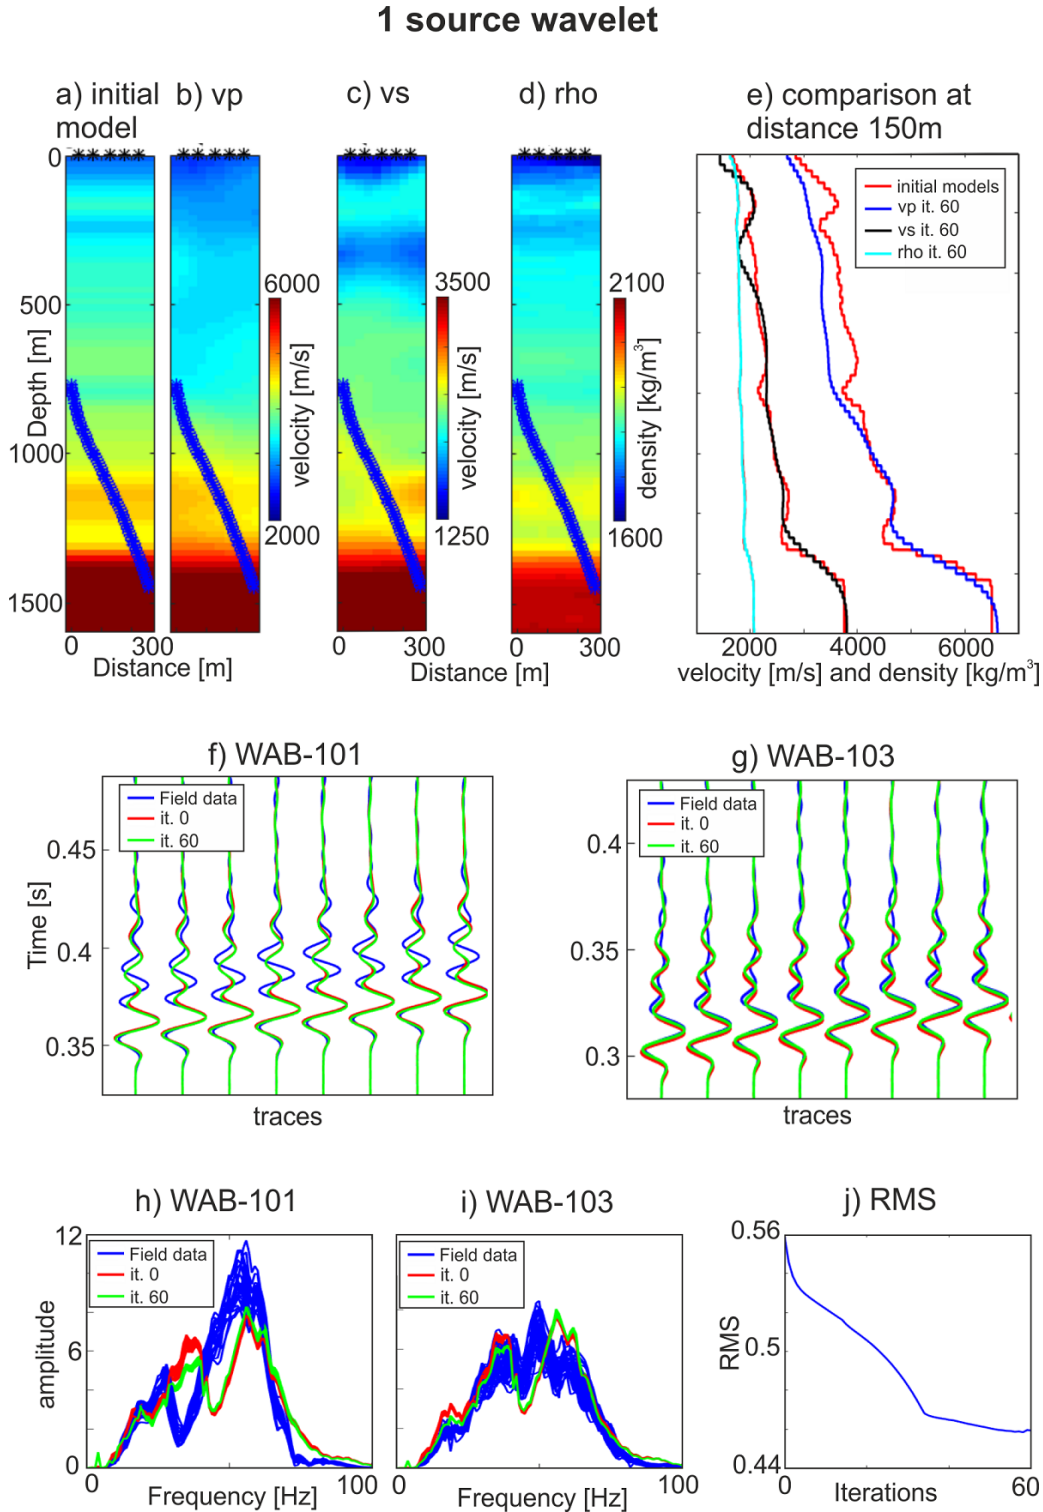 1 source wavelet
a) initial
model
b) vp
c) vs
d) rho
e) comparison at
distance 150m
0
500
1000
1500
Depth [m]
6000
velocity [m/s]
2000
3500
velocity [m/s]
1250
2100
density [kg/m³]
1600
initial models
vp it. 60
vs it. 60
rho it. 60
0 300
Distance [m]
0 300 0 300
Distance [m]
2000 4000 6000
velocity [m/s] and density [kg/m³]
f) WAB-101
Field data
it. 0
it. 60
0.45
0.4
0.35
Time [s]
traces
g) WAB-103
Field data
it. 0
it. 60
0.4
0.35
0.3
traces
h) WAB-101
12
6
0
amplitude
Field data
it. 0
it. 60
0 100
Frequency [Hz]
i) WAB-103
Field data
it. 0
it. 60
0 100
Frequency [Hz]
j) RMS
0.56
0.5
0.44
RMS
0 60
Iterations